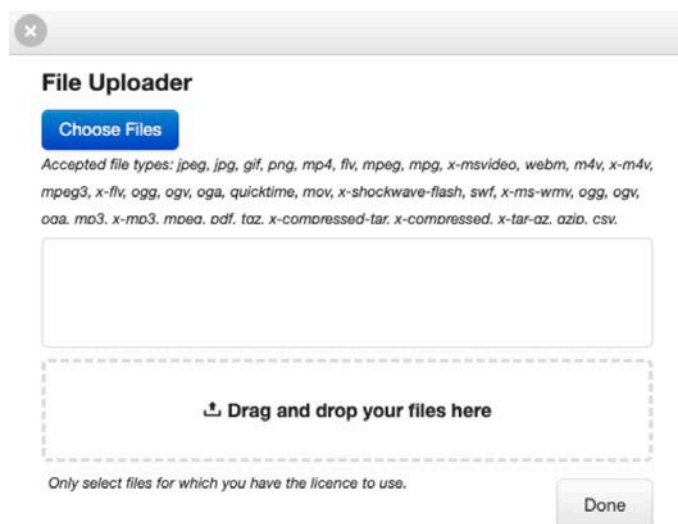 File Uploader
Choose Files
Accepted file types: jpeg, jpg, gif, png, mp4, flv, mpeg, mpg, x-msvideo, webm, m4v, x-m4v,
mpeg3, x-flv, ogg, ogv, oga, quicktime, mov, x-shockwave-flash, swf, x-ms-wmv, ogg, ogv,
oga, mp3, x-mp3, mpeg, pdf, tgz, x-compressed-tar, x-compressed, x-tar-gz, gzip, csv,
Drag and drop your files here
Only select files for which you have the licence to use.
Done